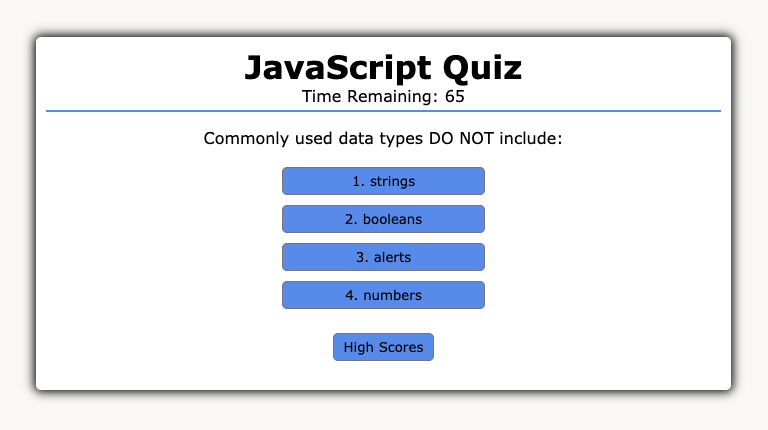 JavaScript Quiz
Time Remaining: 65
Commonly used data types DO NOT include:
1. strings
2. booleans
3. alerts
4. numbers
High Scores